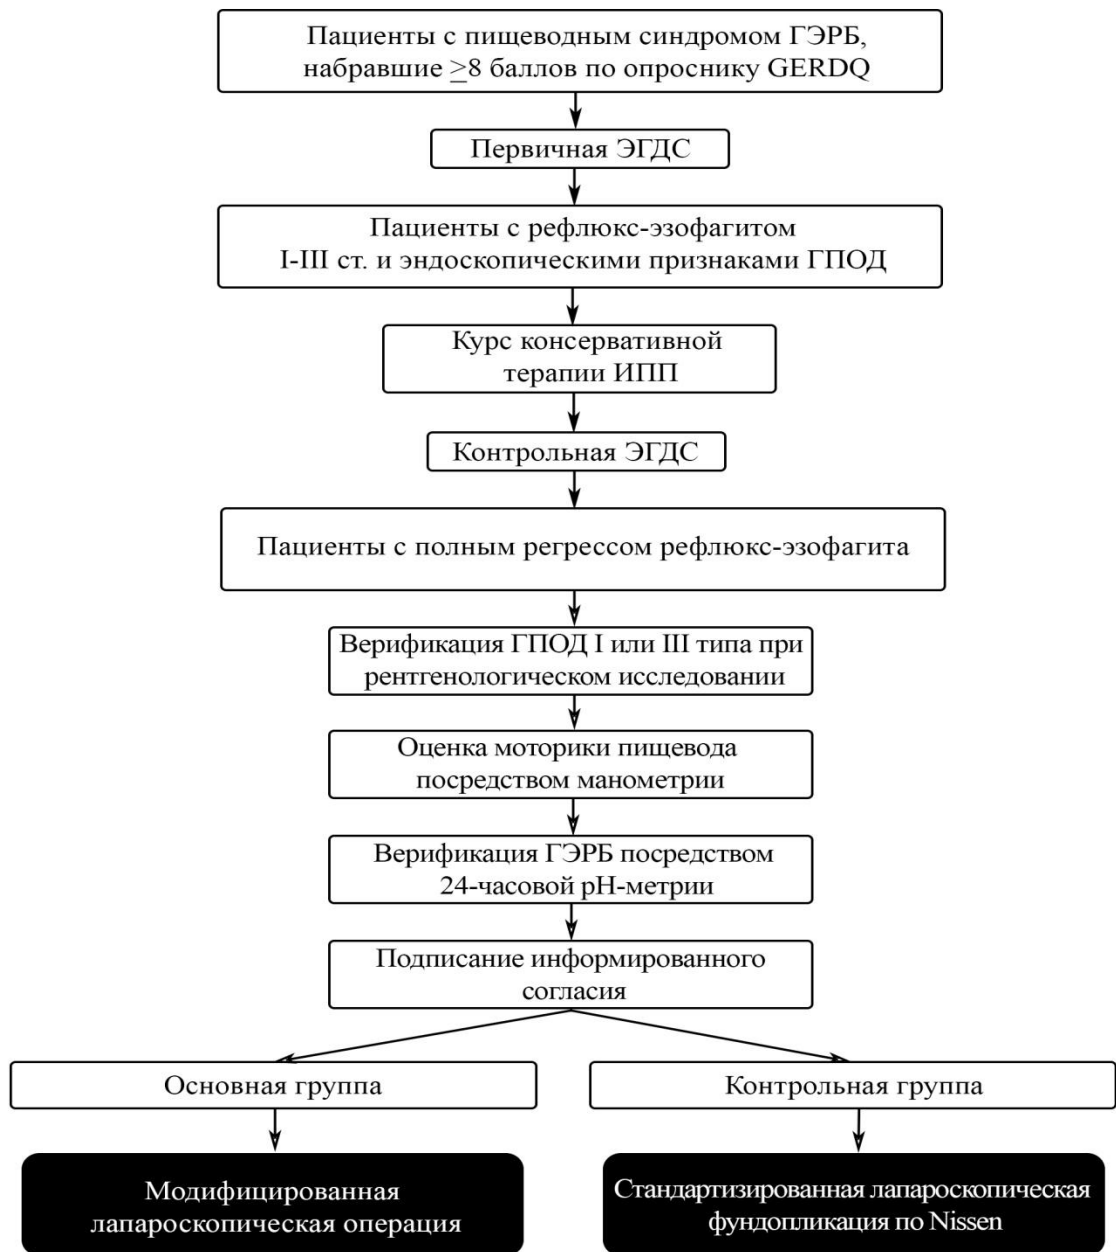 Пациенты с пищеводным синдромом ГЭРБ,
набравшие ≥8 баллов по опроснику GERDQ
Первичная ЭГДС
Пациенты с рефлюкс-эзофагитом
I-III ст. и эндоскопическими признаками ГПОД
Курс консервативной
терапии ИПП
Контрольная ЭГДС
Пациенты с полным регрессом рефлюкс-эзофагита
Верификация ГПОД I или III типа при
рентгенологическом исследовании
Оценка моторики пищевода
посредством манометрии
Верификация ГЭРБ посредством
24-часовой pH-метрии
Подписание информированного
согласия
Основная группа
Контрольная группа
Модифицированная
лапароскопическая операция
Стандартизированная лапароскопическая
фундопликация по Nissen